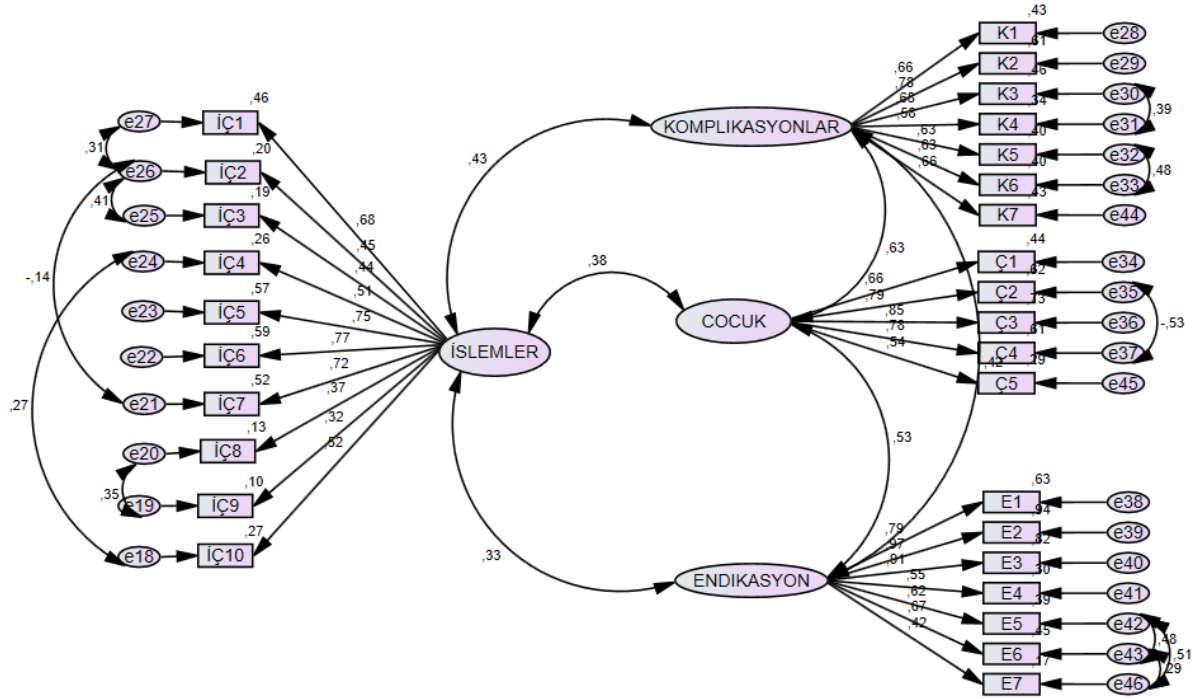 e27 İÇ1 ,46
,31
e26 İÇ2 ,20
,41
e25 İÇ3 ,19
e24 İÇ4 ,26
-,14
e23 İÇ5 ,57
e22 İÇ6 ,59
e21 İÇ7 ,52
,27
e20 İÇ8 ,13
,35
e19 İÇ9 ,10
e18 İÇ10 ,27
,68
,45
,44
,51
,75
,77
,72
,37
,32
,52
İSLEMLER
,43
,38
,33
KOMPLIKASYONLAR
,66
,78
,68
,58
,63
,63
,66
K1 ,43 e28
K2 ,61 e29
K3 ,46 e30
,39
K4 ,34 e31
K5 ,40 e32
,48
K6 ,40 e33
K7 ,43 e44
,63
COCUK
,66
,79
,85
,78
,54
Ç1 ,44 e34
Ç2 ,62 e35
Ç3 ,73 e36
-,53
Ç4 ,61 e37
Ç5 ,29 e45
,42
,53
ENDIKASYON
,79
,97
,91
,55
,62
,67
,42
E1 ,63 e38
E2 ,94 e39
E3 ,82 e40
E4 ,30 e41
E5 ,39 e42
,48
,51
E6 ,45 e43
,29
E7 ,17 e46